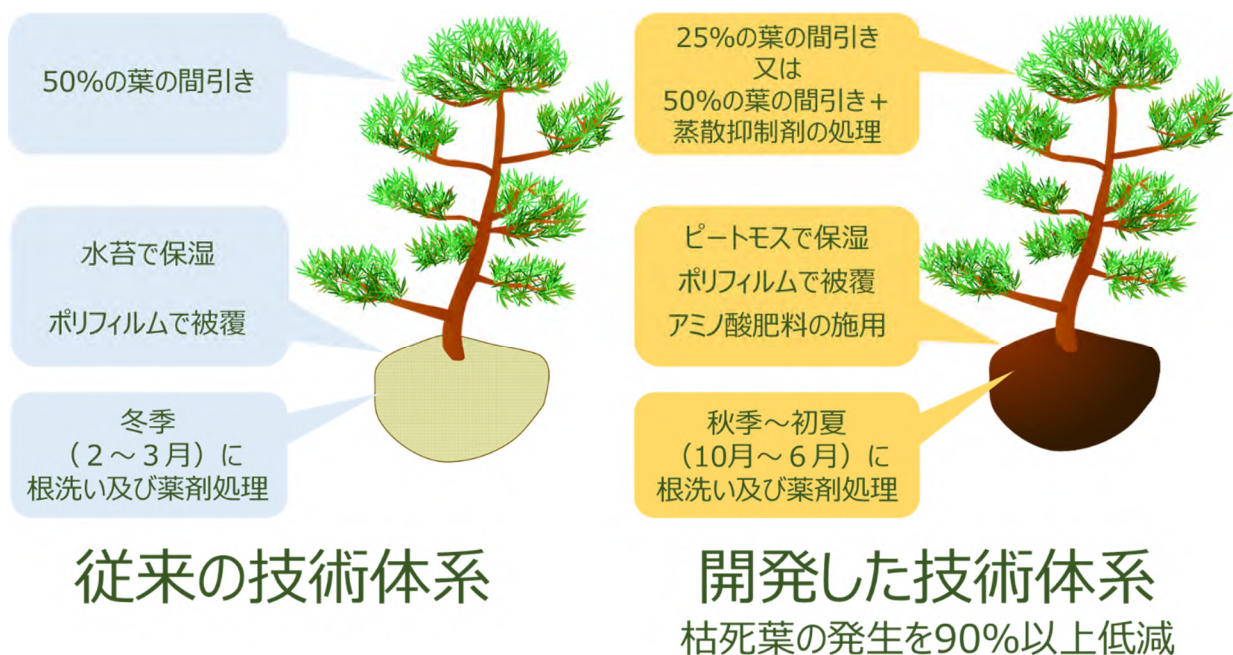 50%の葉の間引き
水苔で保湿
ポリフィルムで被覆
冬季
(2~3月)に
根洗い及び薬剤処理
従来の技術体系
25%の葉の間引き
又は
50%の葉の間引き+
蒸散抑制剤の処理
ピートモスで保湿
ポリフィルムで被覆
アミノ酸肥料の施用
秋季~初夏
(10月~6月)に
根洗い及び薬剤処理
開発した技術体系
枯死葉の発生を90%以上低減